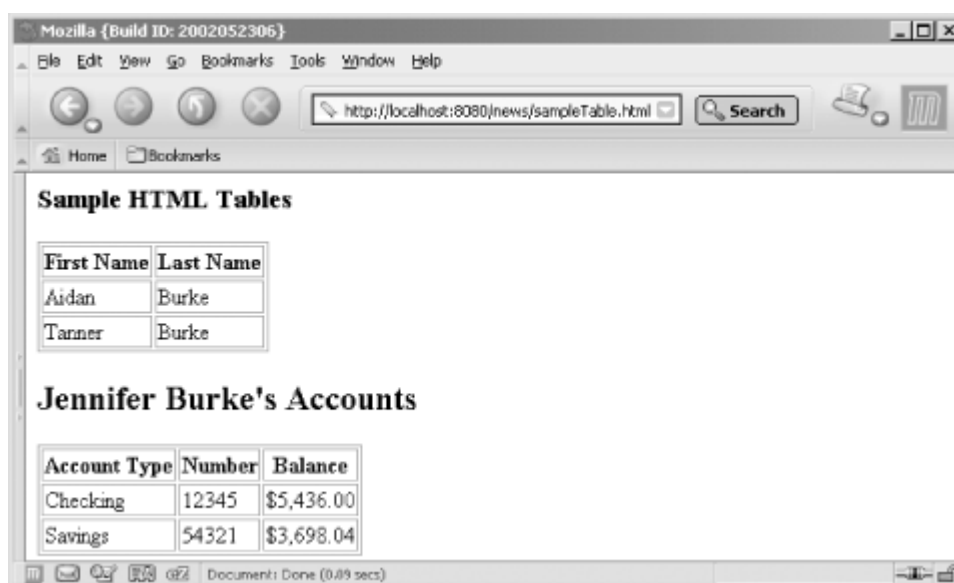 Mozilla {Build ID: 2002052306}
File Edit View Go Bookmarks Tools Window Help
http://localhost:8080/news/sampleTable.html Search
Home Bookmarks
Sample HTML Tables
First Name Last Name
Aidan Burke
Tanner Burke
Jennifer Burke's Accounts
Account Type Number Balance
Checking 12345 $5,436.00
Savings 54321 $3,698.04
Document: Done (0.09 secs)